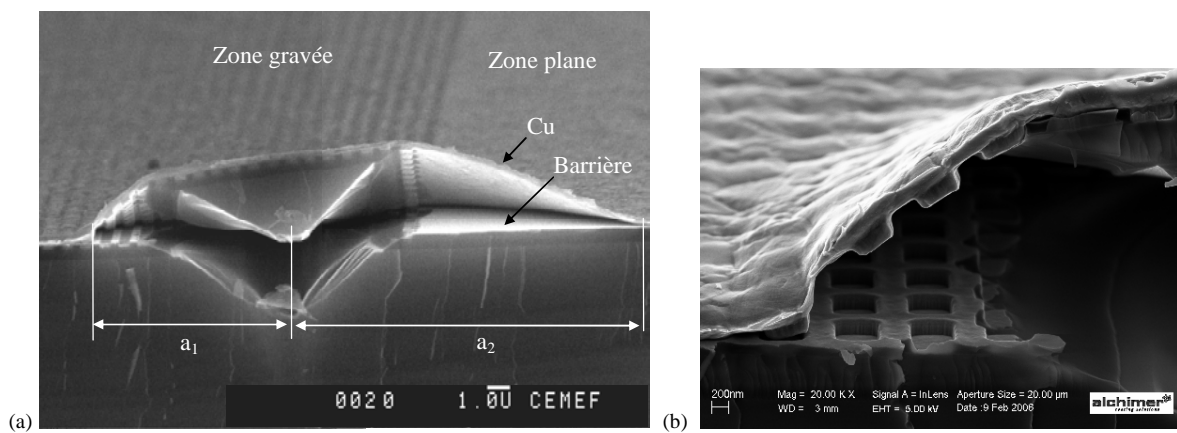 Zone gravée
Zone plane
Cu
Barrière
a1
a2
0020 1.0U CEMEF
(a)
200nm
Mag = 20.00 K X
WD = 3 mm
Signal A = InLens
EHT = 5.00 kV
Aperture Size = 20.00 µm
Date :9 Feb 2006
alchimer
(b)